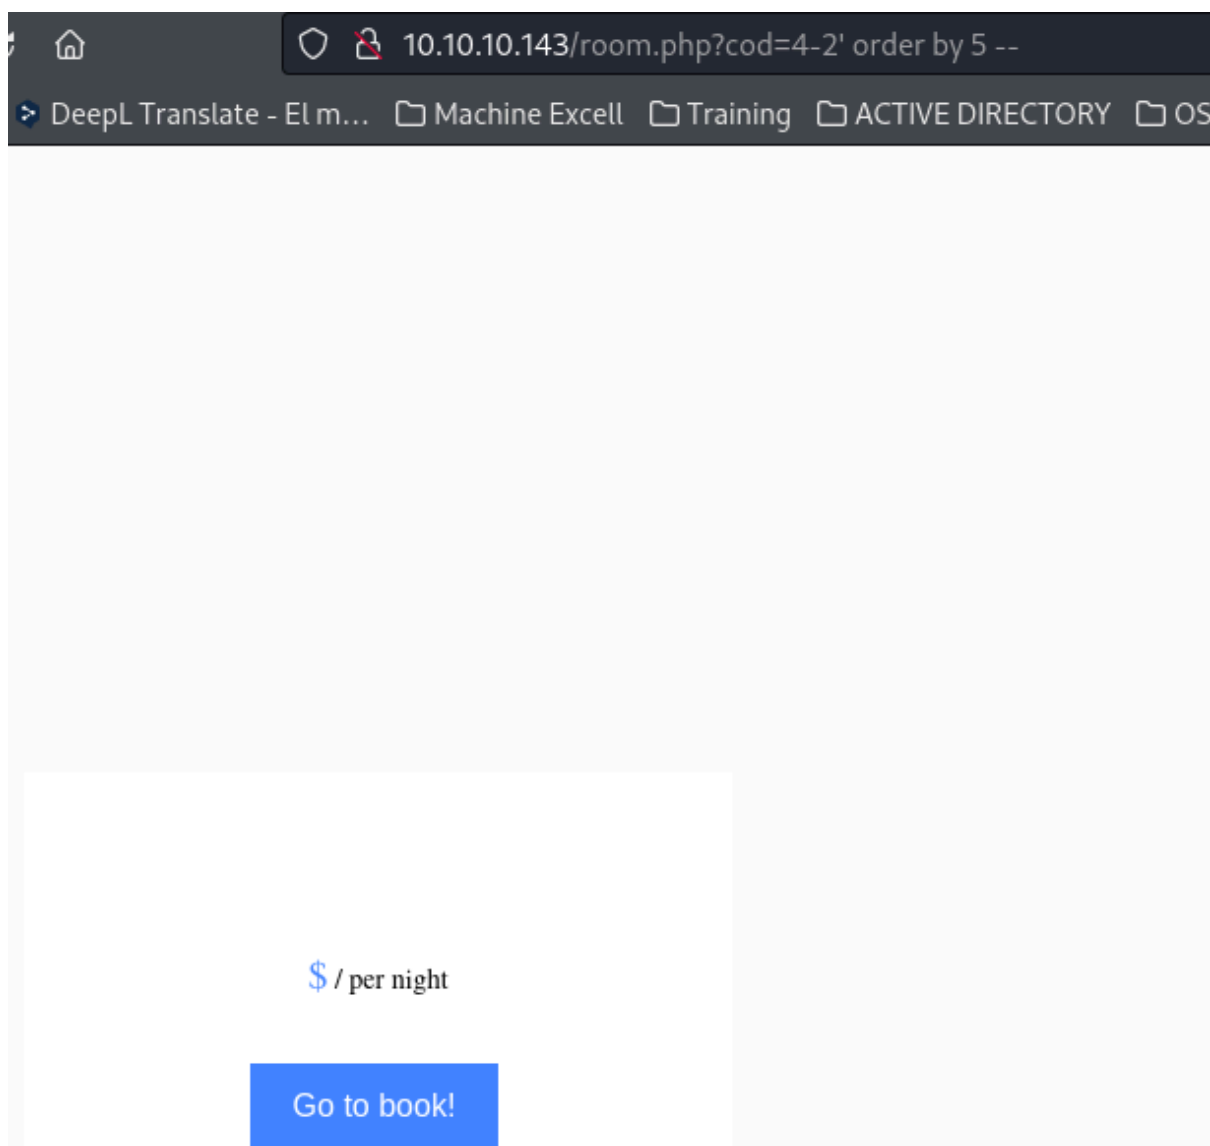 10.10.10.143/room.php?cod=4-2' order by 5 --
DeepL Translate - El m... Machine Excell Training ACTIVE DIRECTORY OS
$ / per night
Go to book!